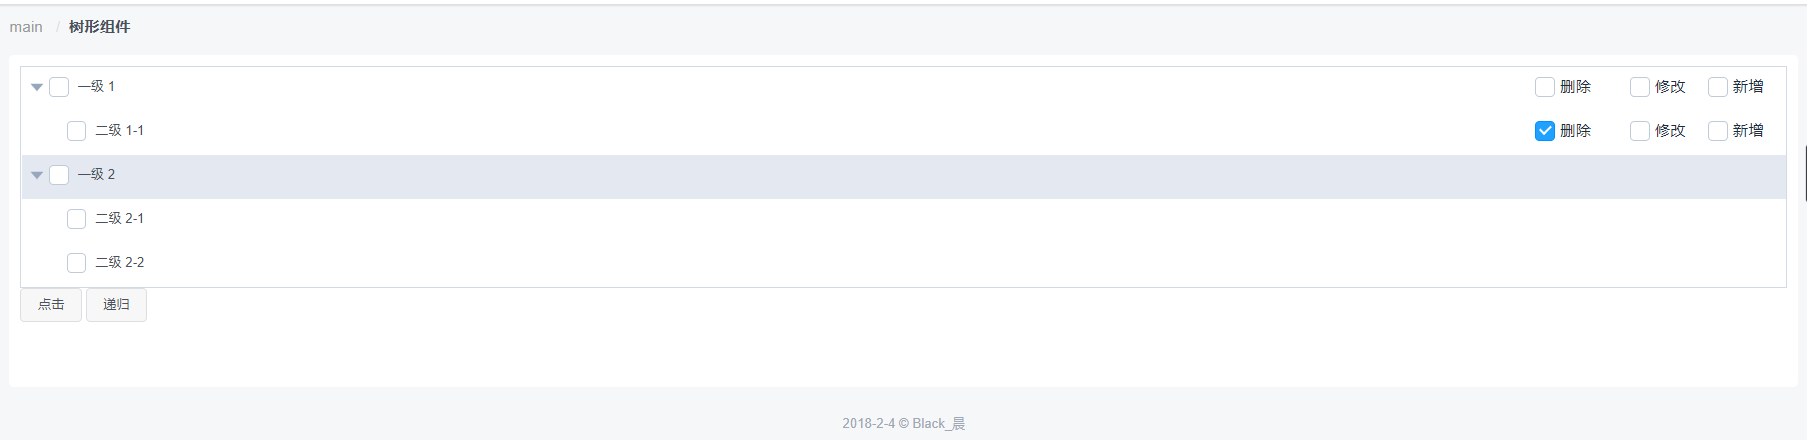 main / 树形组件
一级 1 删除 修改 新增
二级 1-1 删除 修改 新增
一级 2
二级 2-1
二级 2-2
点击 递归
2018-2-4 © Black_晨